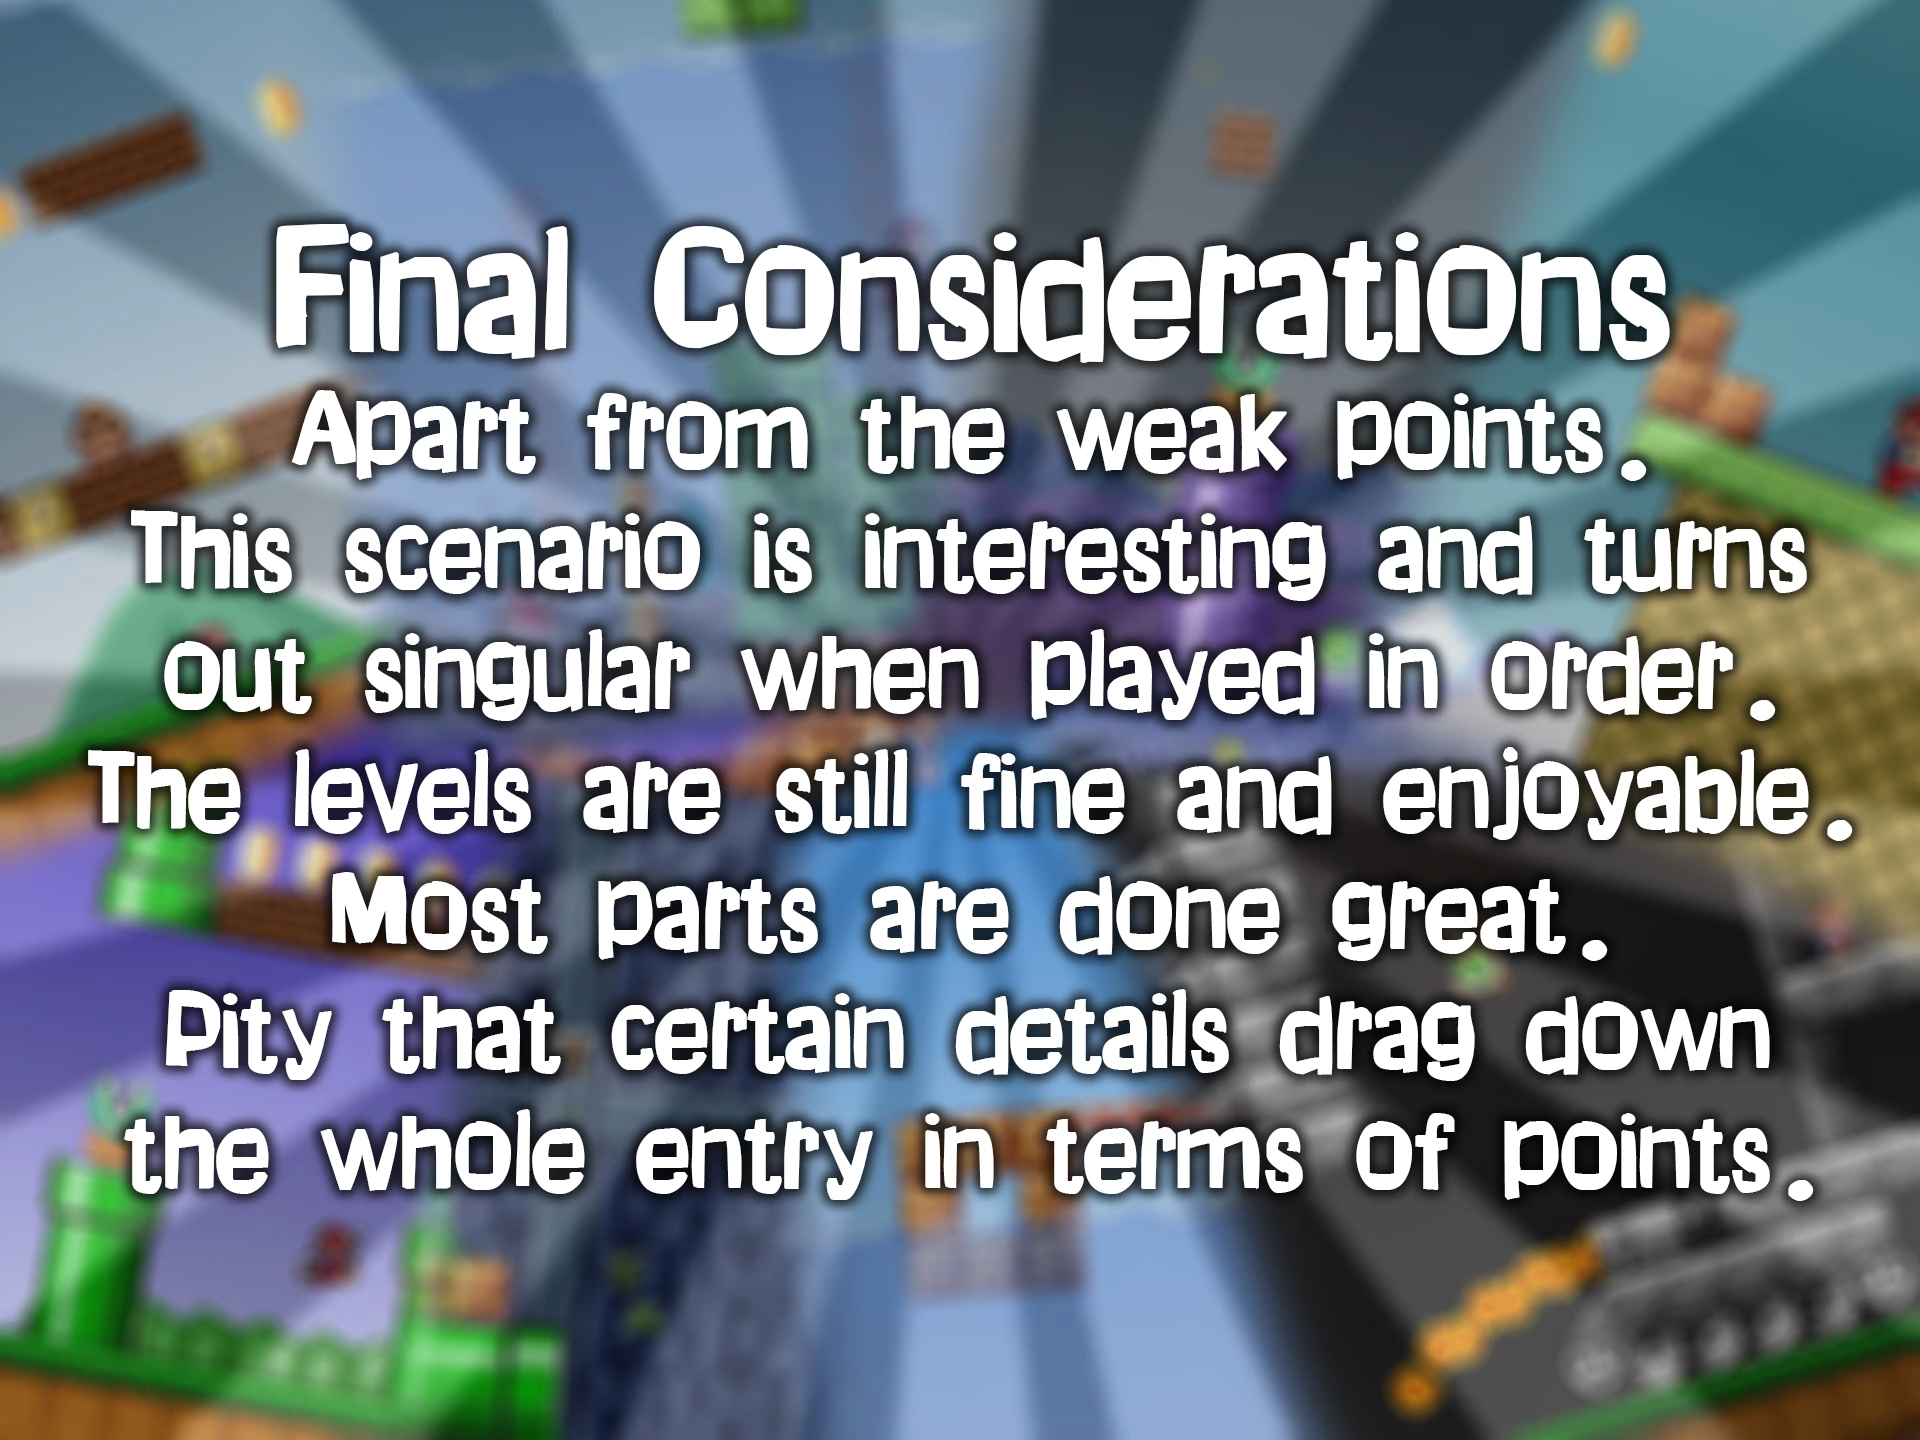 Final Considerations
Apart from the weak points.
This scenario is interesting and turns
out singular when played in order.
The levels are still fine and enjoyable.
Most parts are done great.
Pity that certain details drag down
the whole entry in terms of points.